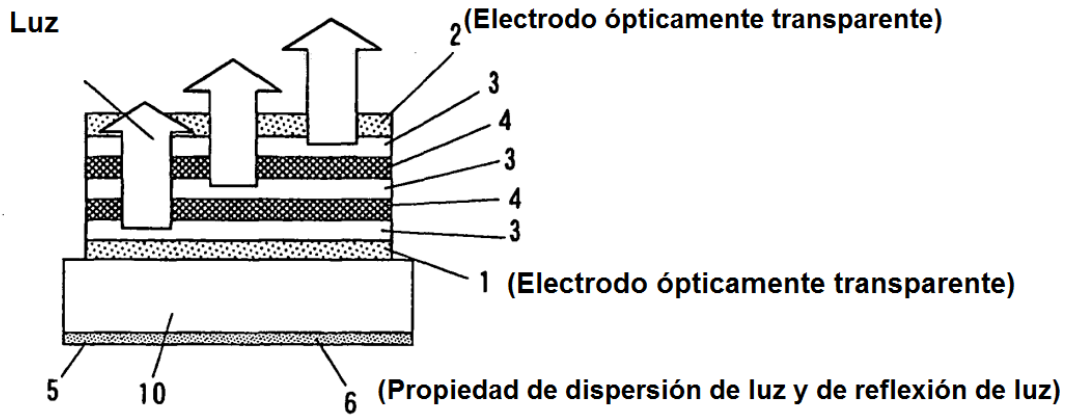 Luz
2 (Electrodo ópticamente transparente)
3
4
3
4
3
1 (Electrodo ópticamente transparente)
5 10 6 (Propiedad de dispersión de luz y de reflexión de luz)